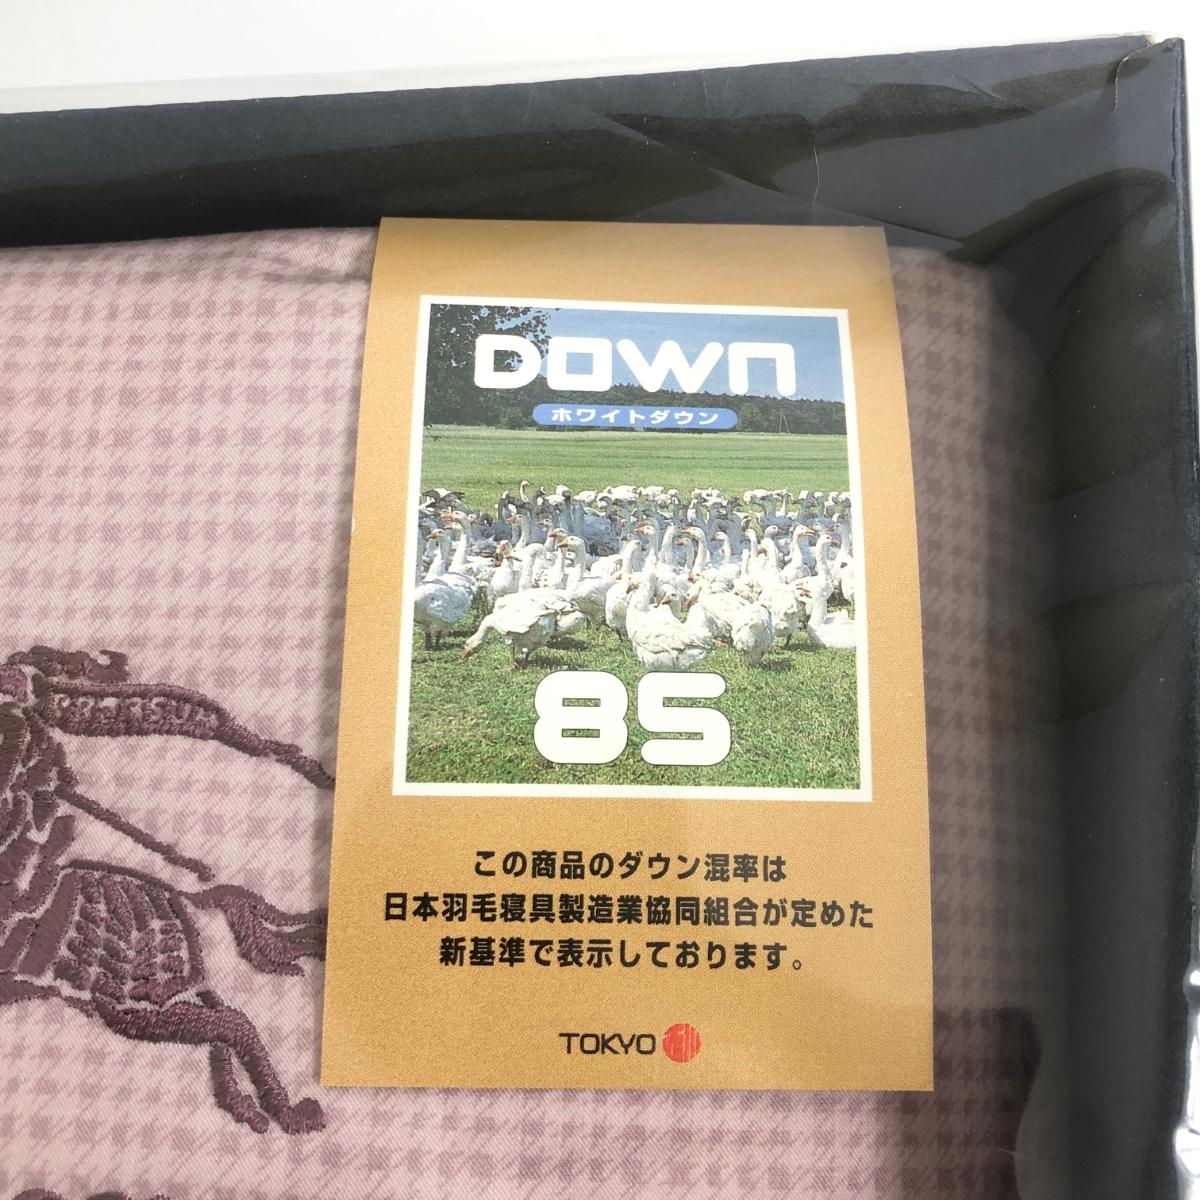 DOWN
ホワイトダウン
85
この商品のダウン混率は
日本羽毛寝具製造業協同組合が定めた
新基準で表示しております。
TOKYO